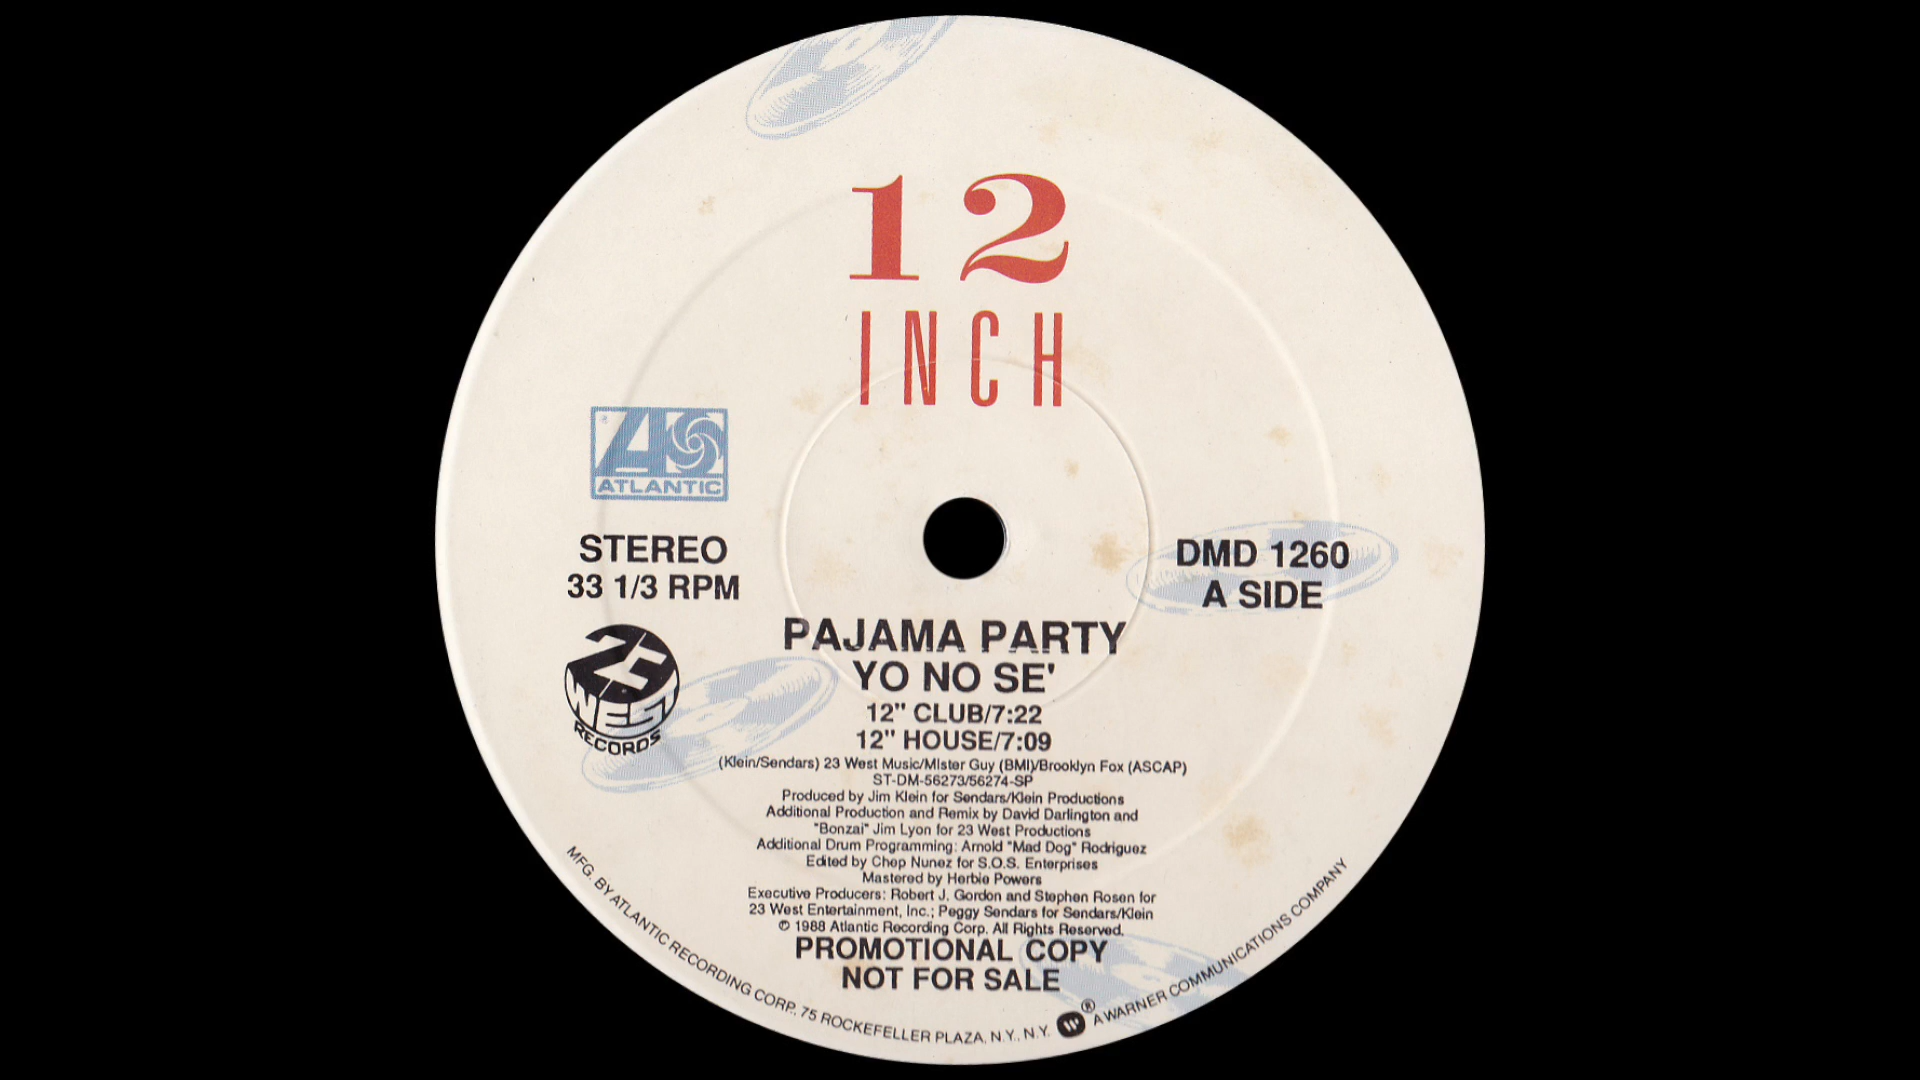 12
INCH
ATLANTIC
STEREO
33 1/3 RPM
DMD 1260
A SIDE
23
WEST
RECORDS
PAJAMA PARTY
YO NO SE'
12" CLUB/7:22
12" HOUSE/7:09
(Klein/Sendars) 23 West Music/Mister Guy (BMI)/Brooklyn Fox (ASCAP)
ST-DM-56273/56274-SP
Produced by Jim Klein for Sendars/Klein Productions
Additional Production and Remix by David Darlington and
"Bonzai" Jim Lyon for 23 West Productions
Additional Drum Programming: Arnold "Mad Dog" Rodriguez
Edited by Chep Nunez for S.O.S. Enterprises
Mastered by Herbie Powers
Executive Producers: Robert J. Gordon and Stephen Rosen for
23 West Entertainment, Inc.; Peggy Sendars for Sendars/Klein
℗ 1988 Atlantic Recording Corp. All Rights Reserved.
PROMOTIONAL COPY
NOT FOR SALE
MFG. BY ATLANTIC RECORDING CORP., 75 ROCKEFELLER PLAZA, N.Y., N.Y. ® A WARNER COMMUNICATIONS COMPANY